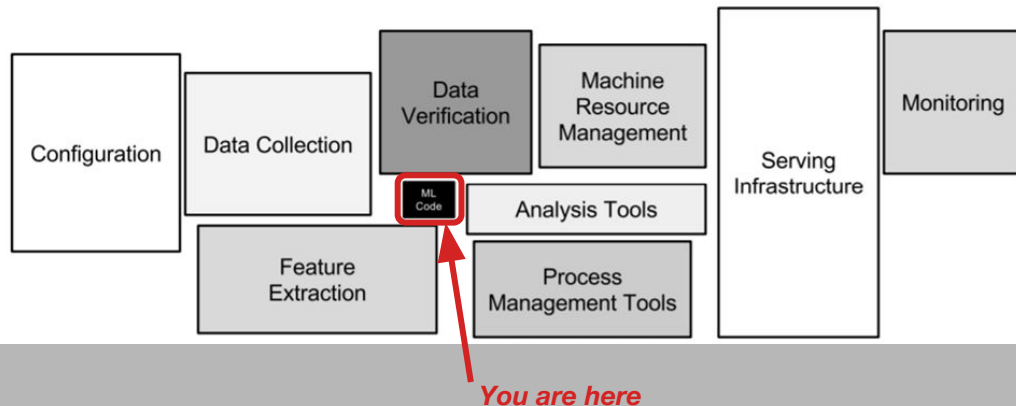 Configuration
Data Collection
Data
Verification
Machine
Resource
Management
Serving
Infrastructure
Monitoring
ML
Code
Analysis Tools
Feature
Extraction
Process
Management Tools
You are here